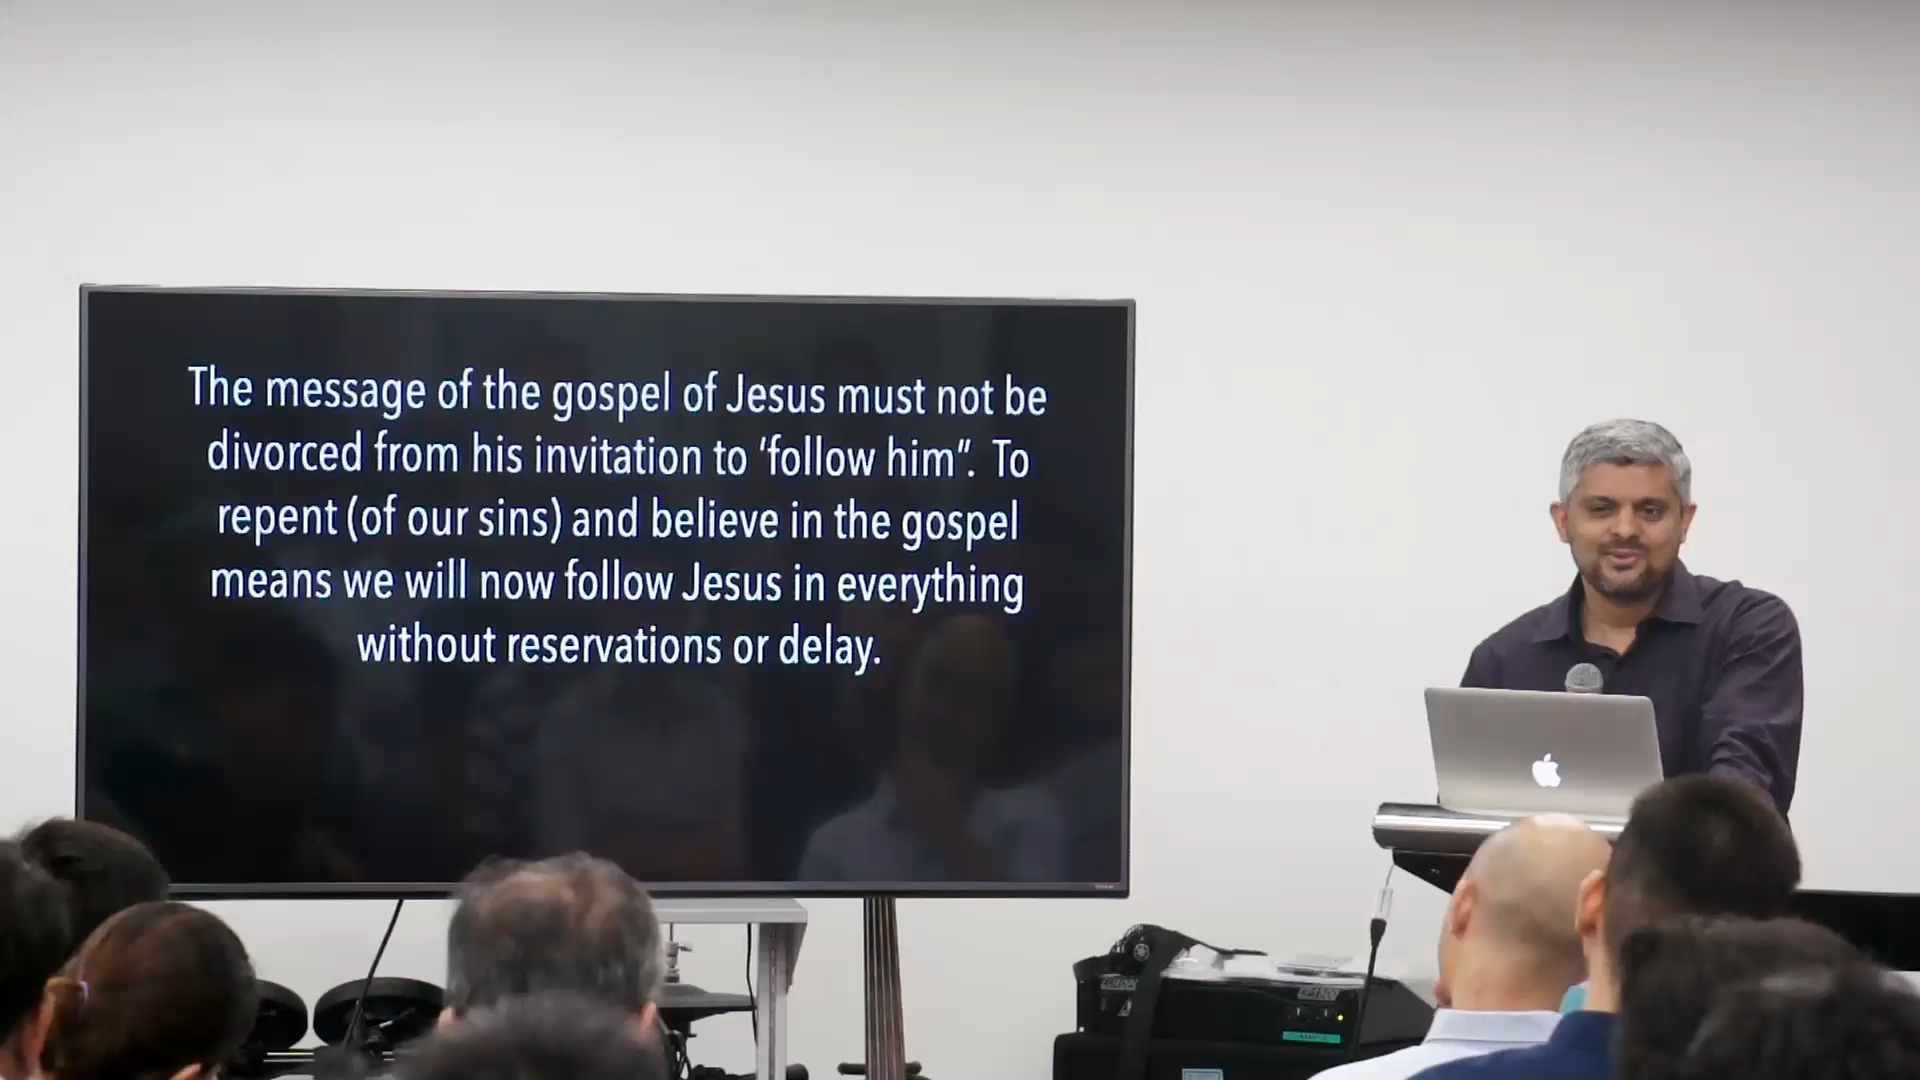 The message of the gospel of Jesus must not be
divorced from his invitation to ‘follow him”. To
repent (of our sins) and believe in the gospel
means we will now follow Jesus in everything
without reservations or delay.